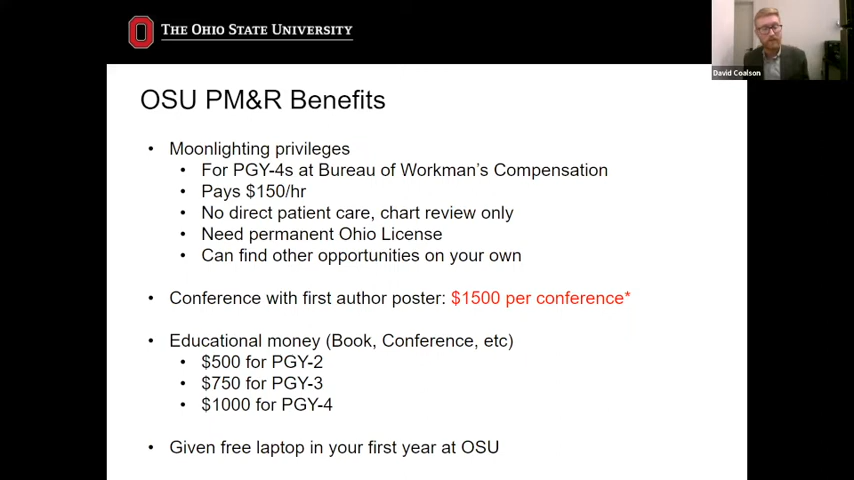 THE OHIO STATE UNIVERSITY
David Coalson
OSU PM&R Benefits
• Moonlighting privileges
• For PGY-4s at Bureau of Workman's Compensation
• Pays $150/hr
• No direct patient care, chart review only
• Need permanent Ohio License
• Can find other opportunities on your own
• Conference with first author poster: $1500 per conference*
• Educational money (Book, Conference, etc)
• $500 for PGY-2
• $750 for PGY-3
• $1000 for PGY-4
• Given free laptop in your first year at OSU